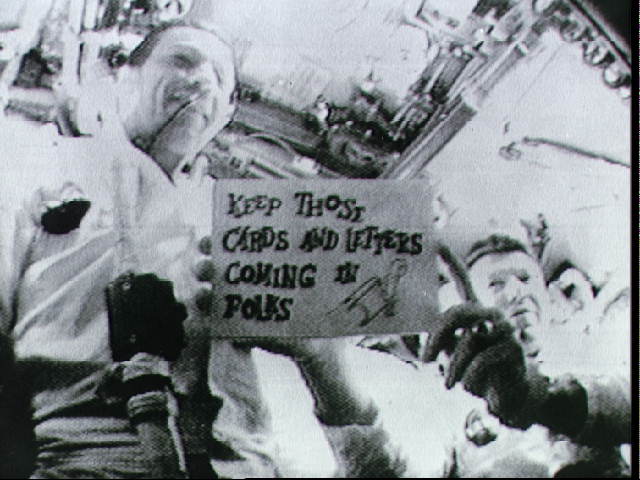 KEEP THOSE
CARDS AND LETTERS
COMING IN
FOLKS